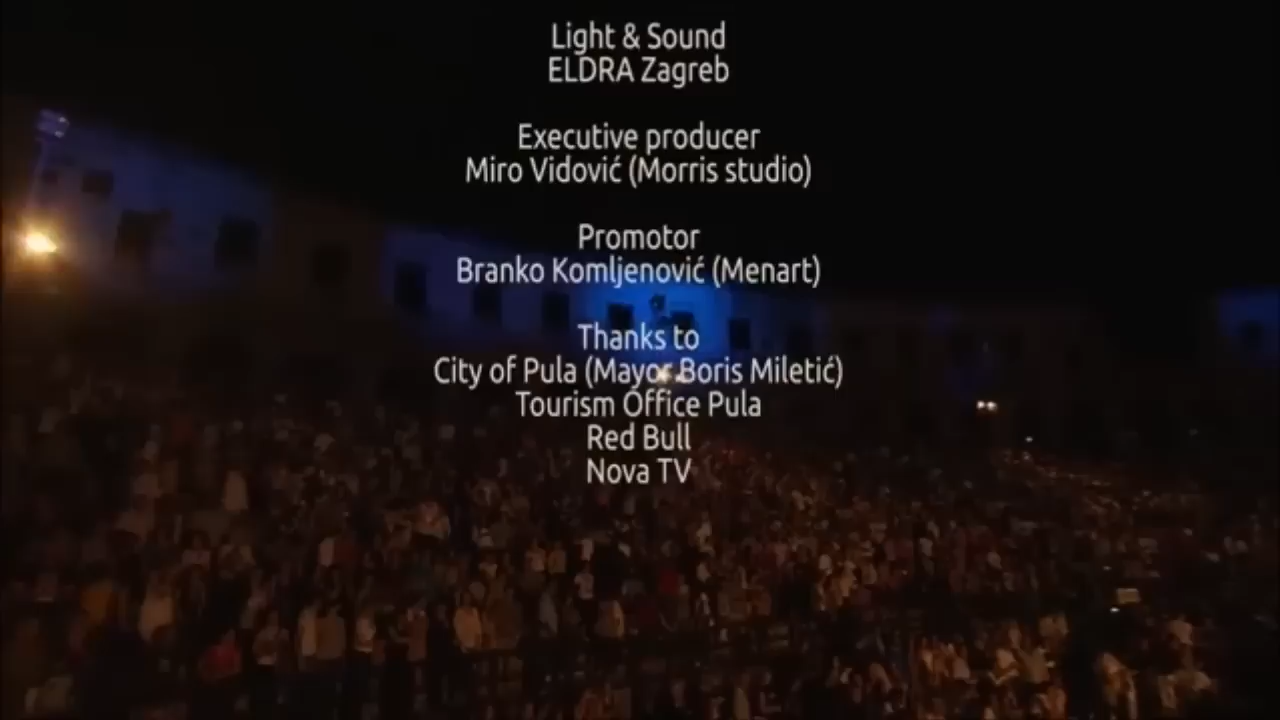 Light & Sound
ELDRA Zagreb
Executive producer
Miro Vidović (Morris studio)
Promotor
Branko Komljenović (Menart)
Thanks to
City of Pula (Mayor Boris Miletić)
Tourism Office Pula
Red Bull
Nova TV